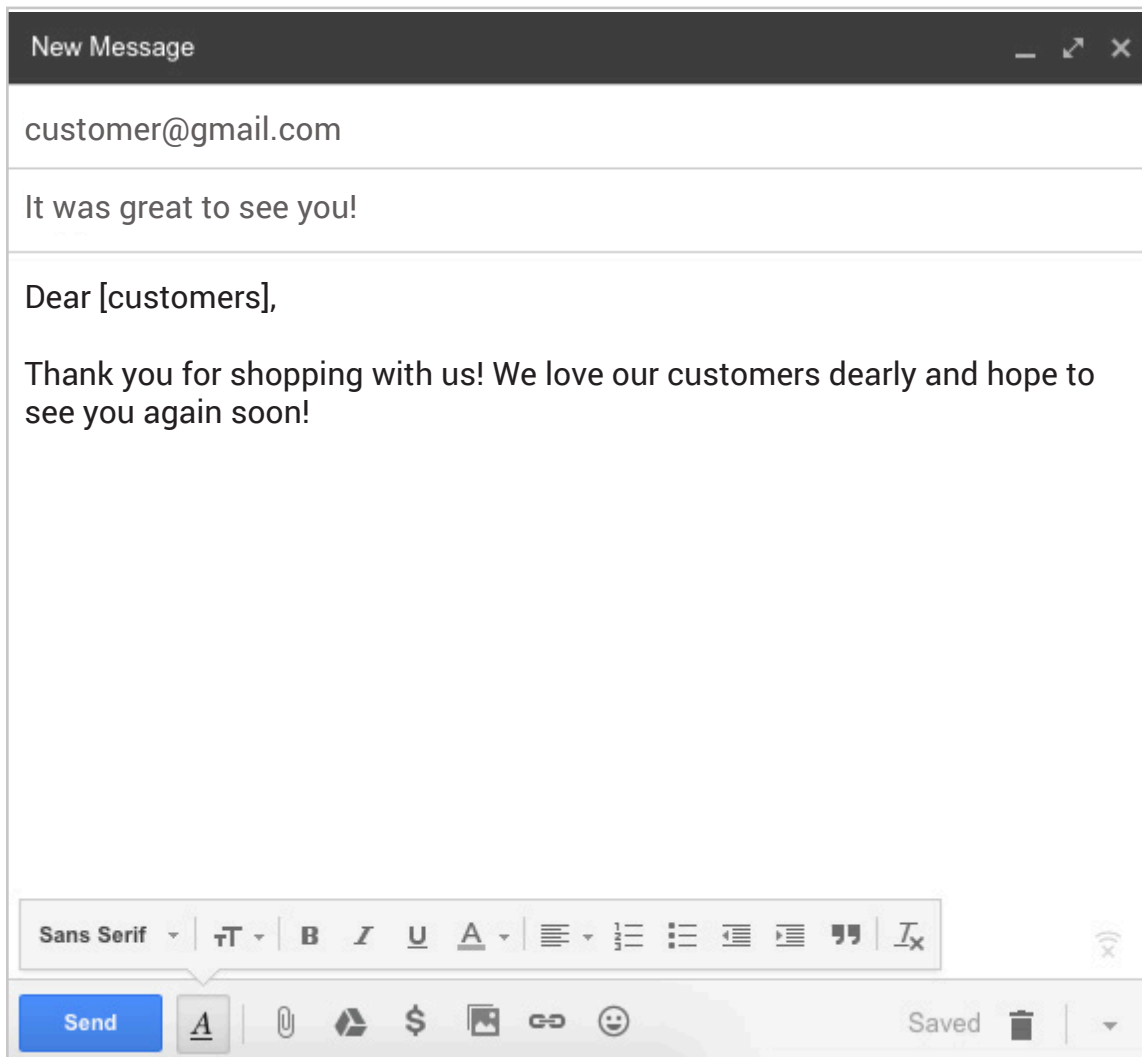 New Message
customer@gmail.com
It was great to see you!
Dear [customers],
Thank you for shopping with us! We love our customers dearly and hope to
see you again soon!
Sans Serif
Send
Saved